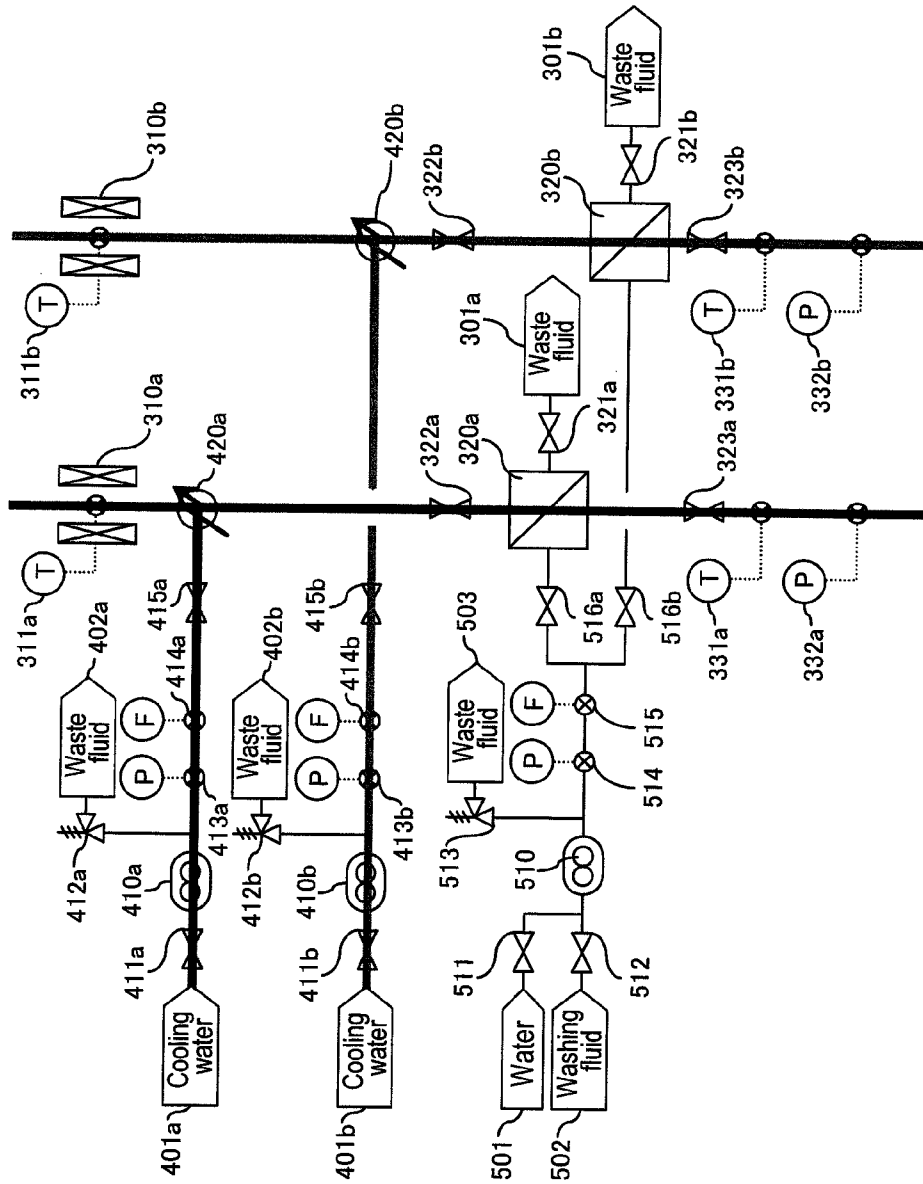 401a
Cooling
water
411a
410a
412a
Waste
fluid
402a
P
413a
F
414a
415a
T
311a
310a
420a
401b
Cooling
water
411b
410b
412b
Waste
fluid
402b
P
413b
F
414b
415b
T
311b
310b
420b
501
Water
511
502
Washing
fluid
512
510
513
Waste
fluid
503
P
514
F
515
516a
516b
322a
320a
321a
Waste
fluid
301a
323a
T
331a
P
332a
322b
320b
321b
Waste
fluid
301b
323b
T
331b
P
332b